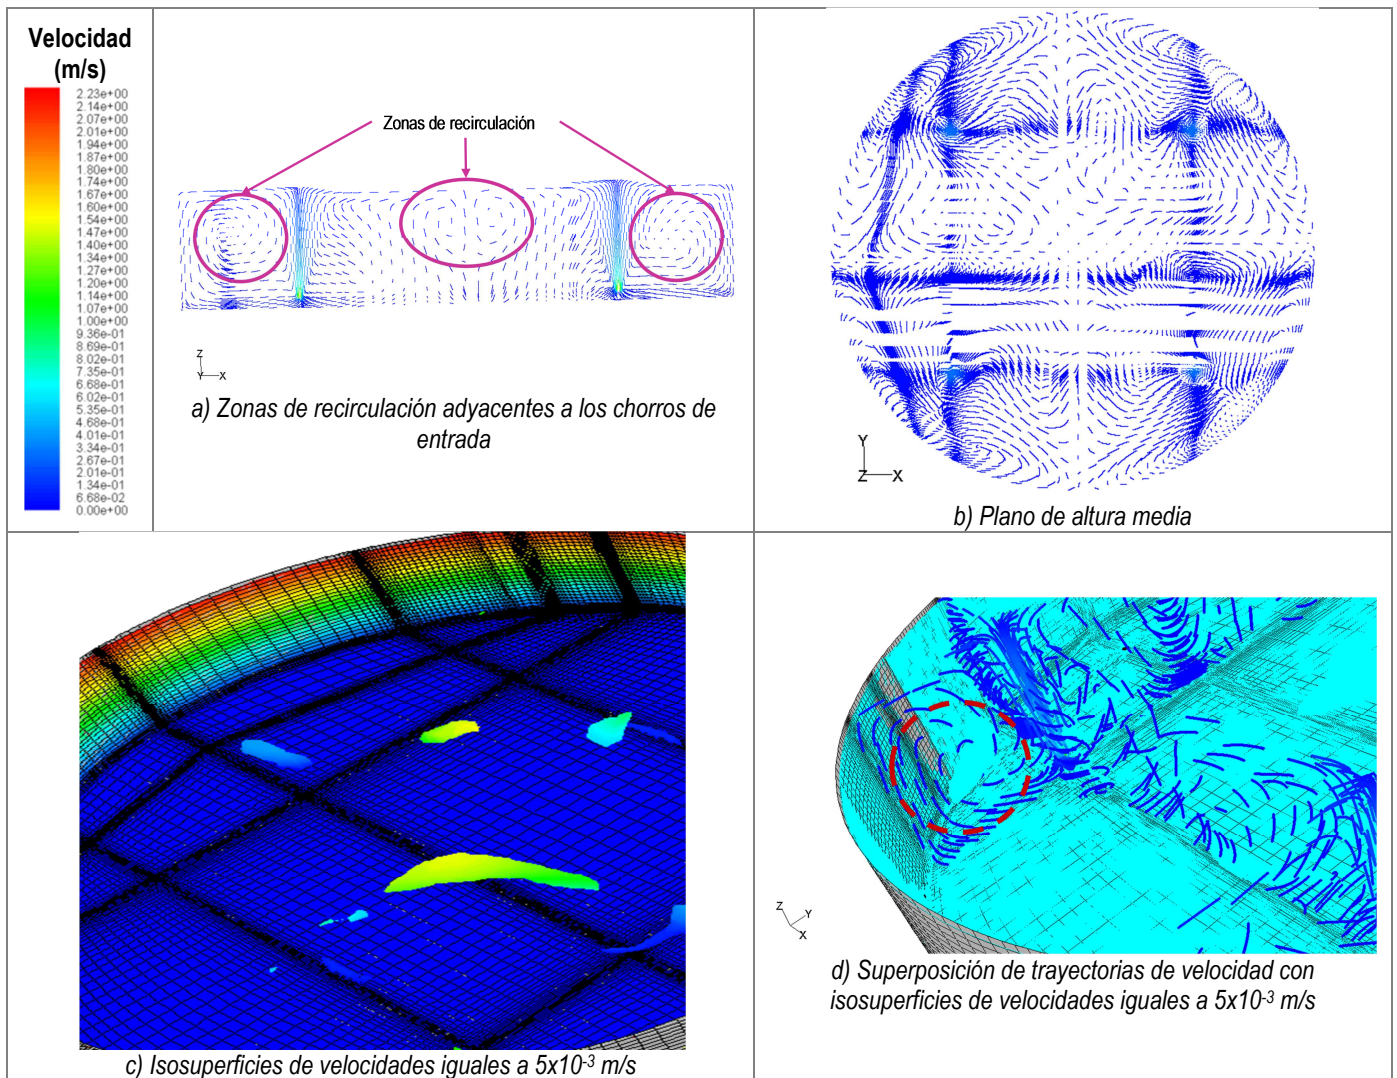 Velocidad
(m/s)
2.23e+00
2.14e+00
2.07e+00
2.01e+00
1.94e+00
1.87e+00
1.80e+00
1.74e+00
1.67e+00
1.60e+00
1.54e+00
1.47e+00
1.40e+00
1.34e+00
1.27e+00
1.20e+00
1.14e+00
1.07e+00
1.00e+00
9.36e-01
8.69e-01
8.02e-01
7.35e-01
6.68e-01
6.02e-01
5.35e-01
4.68e-01
4.01e-01
3.34e-01
2.67e-01
2.01e-01
1.34e-01
6.68e-02
0.00e+00
Zonas de recirculación
Z
Y X
a) Zonas de recirculación adyacentes a los chorros de
entrada
Y
Z X
b) Plano de altura media
c) Isosuperficies de velocidades iguales a 5x10⁻³ m/s
Z
Y
X
d) Superposición de trayectorias de velocidad con
isosuperficies de velocidades iguales a 5x10⁻³ m/s